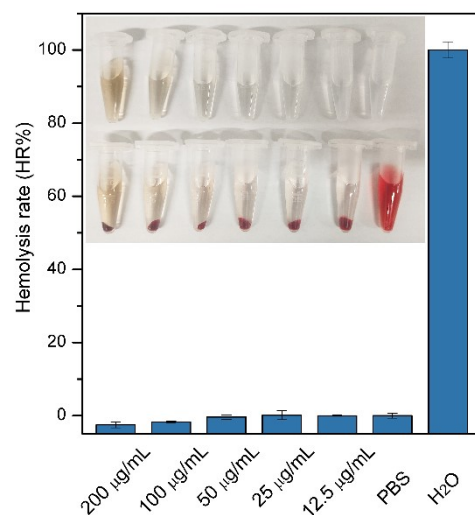 Hemolysis rate (HR%)
100
80
60
40
20
0
200 μg/mL
100 μg/mL
50 μg/mL
25 μg/mL
12.5 μg/mL
PBS
H2O